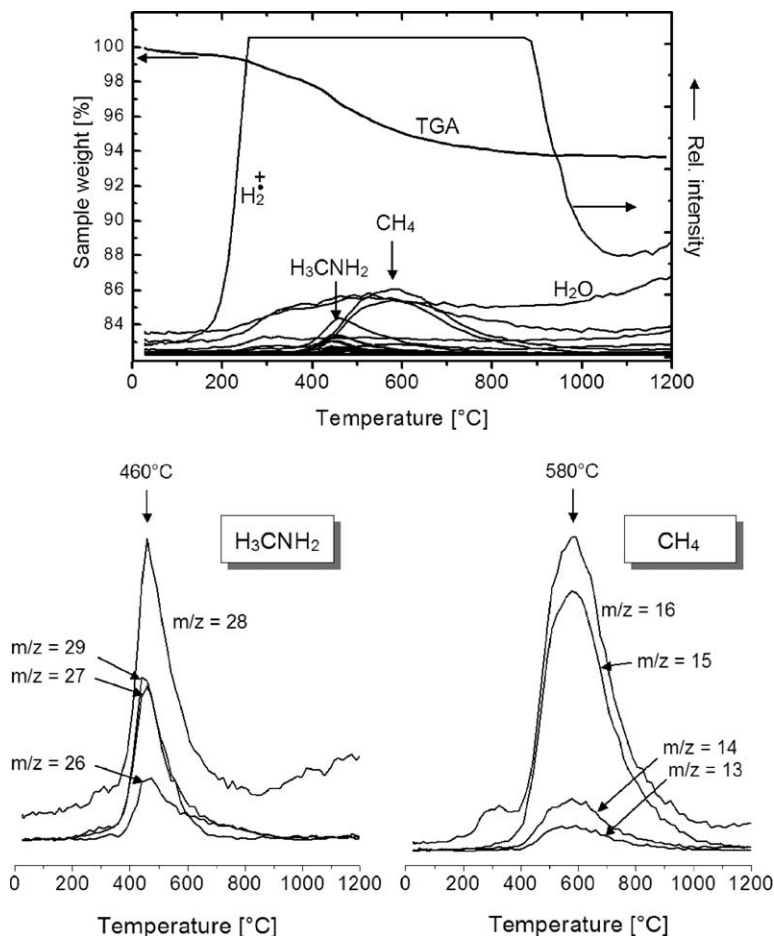 100
98
96
94
92
90
88
86
84
Sample weight [%]
TGA
H₂⁺•
CH₄
H₃CNH₂
H₂O
Rel. intensity
0 200 400 600 800 1000 1200
Temperature [°C]
460°C
H₃CNH₂
m/z = 28
m/z = 29
m/z = 27
m/z = 26
0 200 400 600 800 1000 1200
Temperature [°C]
580°C
CH₄
m/z = 16
m/z = 15
m/z = 14
m/z = 13
0 200 400 600 800 1000 1200
Temperature [°C]